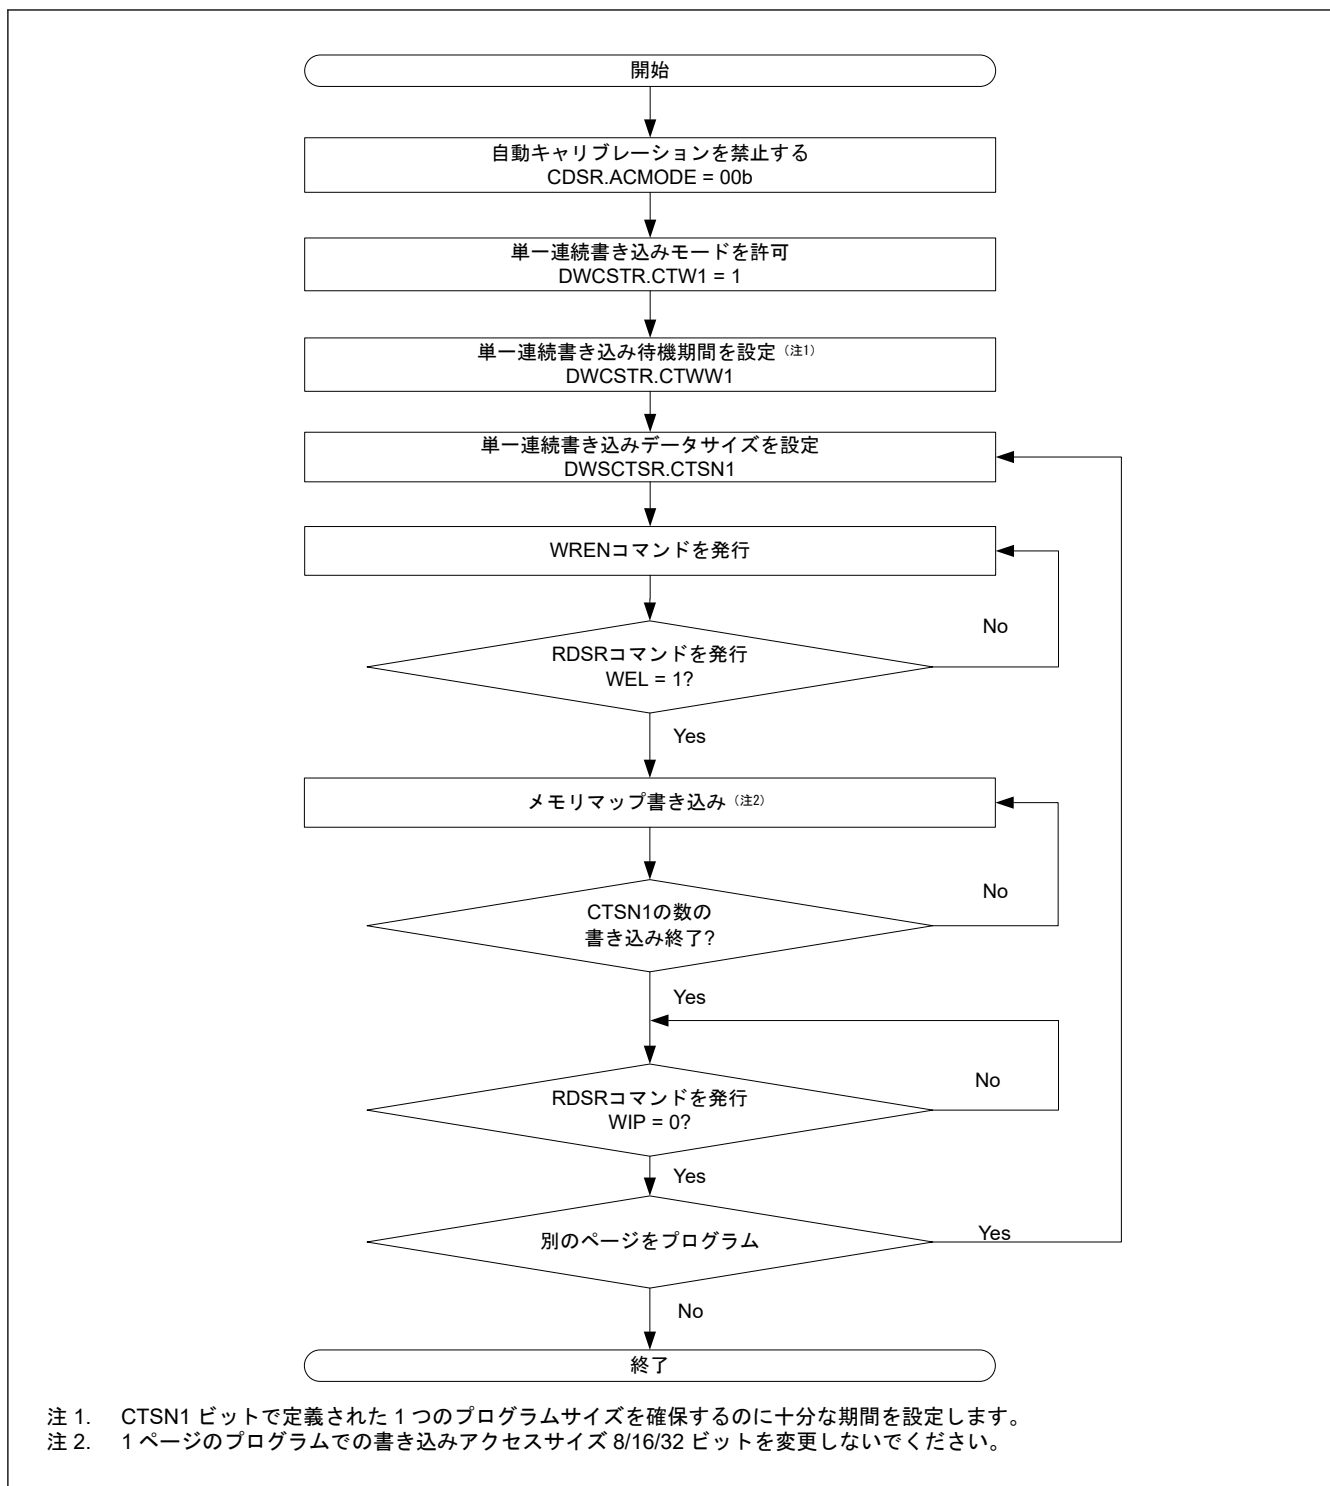 開始
自動キャリブレーションを禁止する
CDSR.ACMODE = 00b
単一連続書き込みモードを許可
DWCSTR.CTW1 = 1
単一連続書き込み待機期間を設定（注1）
DWCSTR.CTWW1
単一連続書き込みデータサイズを設定
DWSCTSR.CTSN1
WRENコマンドを発行
No
RDSRコマンドを発行
WEL = 1?
Yes
メモリマップ書き込み（注2）
No
CTSN1の数の
書き込み終了?
Yes
No
RDSRコマンドを発行
WIP = 0?
Yes
別のページをプログラム
Yes
No
終了
注 1. CTSN1 ビットで定義された 1 つのプログラムサイズを確保するのに十分な期間を設定します。
注 2. 1 ページのプログラムでの書き込みアクセスサイズ 8/16/32 ビットを変更しないでください。